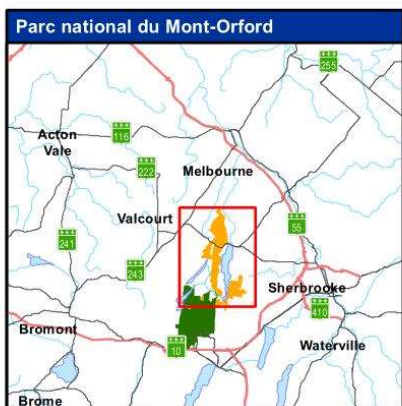 Parc national du Mont-Orford
255
Acton
Vale
116
222
Melbourne
Valcourt
241
55
243
Sherbrooke
410
Bromont
10
Waterville
Brome